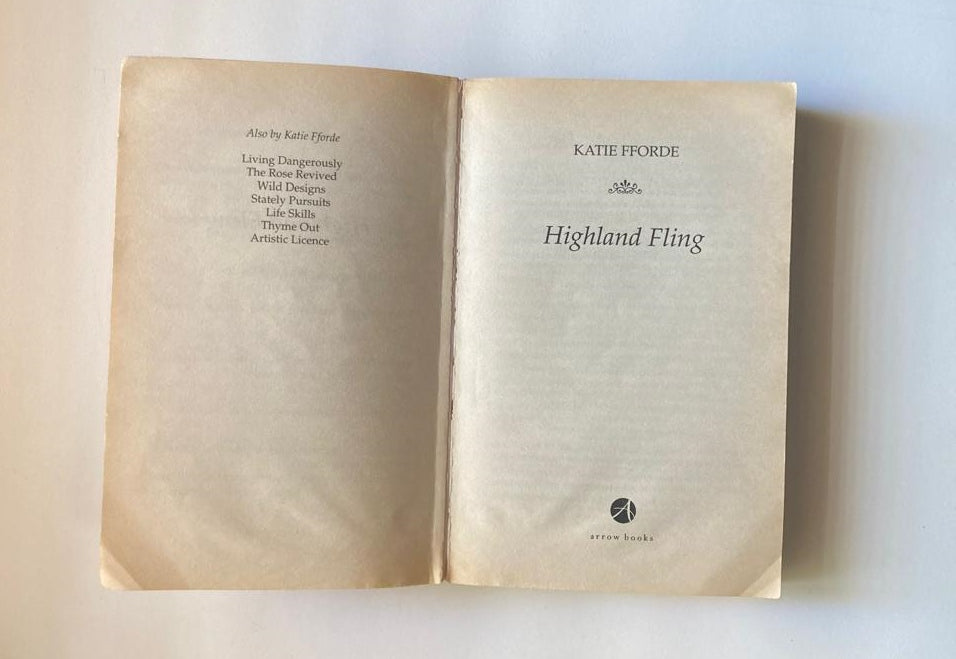 Also by Katie Fforde
Living Dangerously
The Rose Revived
Wild Designs
Stately Pursuits
Life Skills
Thyme Out
Artistic Licence
KATIE FFORDE
Highland Fling
A
arrow books